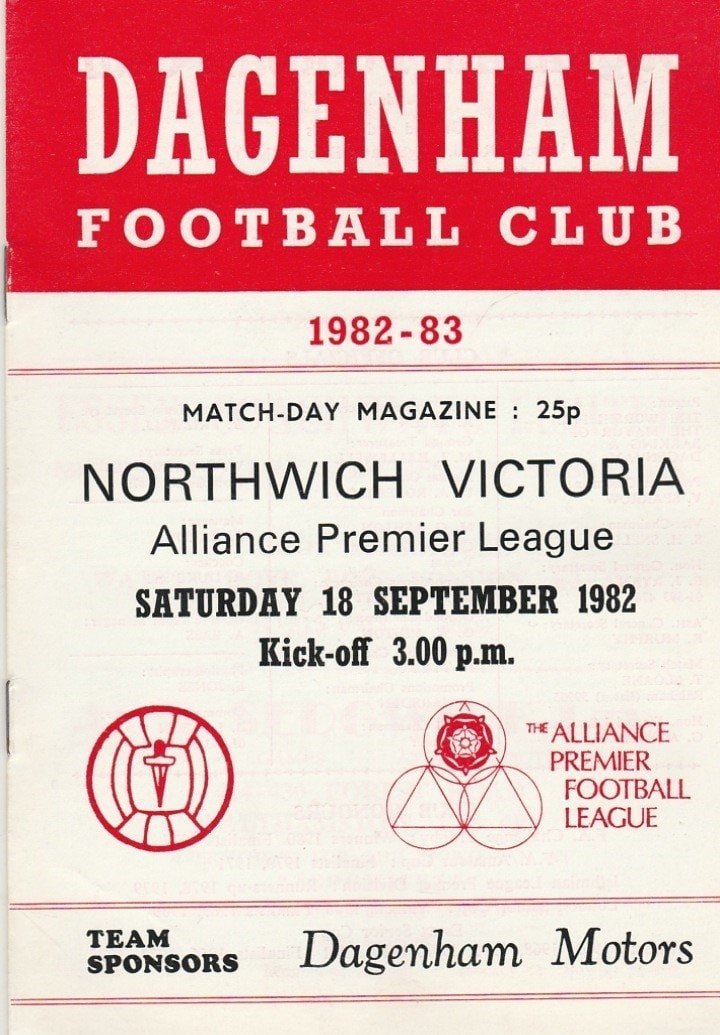 DAGENHAM
FOOTBALL CLUB
1982-83
MATCH-DAY MAGAZINE : 25p
NORTHWICH VICTORIA
Alliance Premier League
SATURDAY 18 SEPTEMBER 1982
Kick-off 3.00 p.m.
THE ALLIANCE
PREMIER
FOOTBALL
LEAGUE
TEAM
SPONSORS
Dagenham Motors